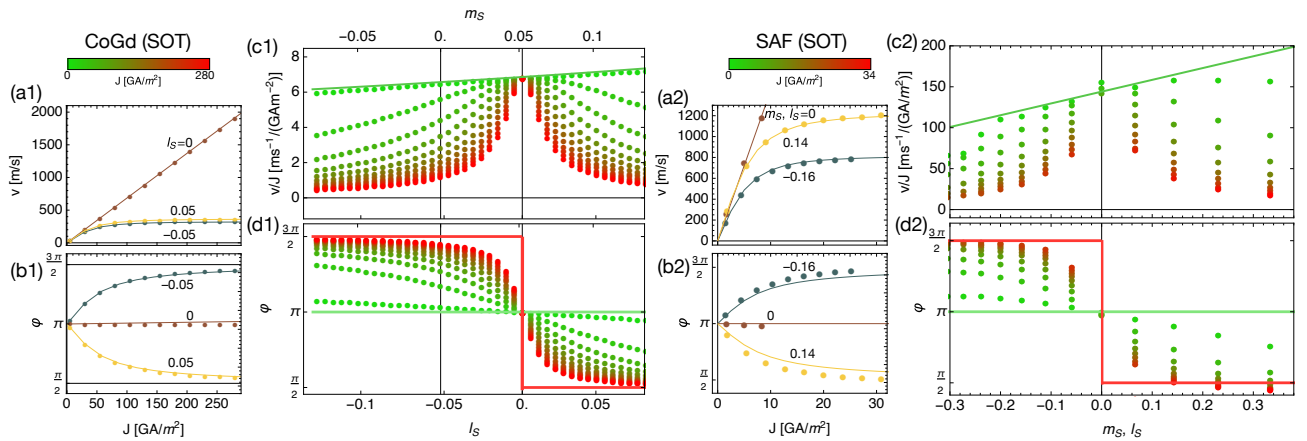 CoGd (SOT)
0 280
J [GA/m²]
(a1)
2000
1500
1000
500
0
v [m/s]
lS=0
0.05
−0.05
(b1)
3π/2
π
π/2
φ
−0.05
0
0.05
0 50 100 150 200 250
J [GA/m²]
(c1)
mS
−0.05 0. 0.05 0.1
8
6
4
2
0
v/J [ms⁻¹/(GAm⁻²)]
(d1)
3π/2
π
π/2
φ
−0.1 −0.05 0. 0.05
lS
SAF (SOT)
0 34
J [GA/m²]
(a2)
1200
1000
800
600
400
200
0
v [m/s]
mS, lS=0
0.14
−0.16
(b2)
3π/2
π
π/2
φ
−0.16
0
0.14
0 10 20 30
J [GA/m²]
(c2)
200
150
100
50
0
v/J [ms⁻¹/(GA/m²)]
(d2)
3π/2
π
π/2
φ
−0.3 −0.2 −0.1 0.0 0.1 0.2 0.3
mS, lS